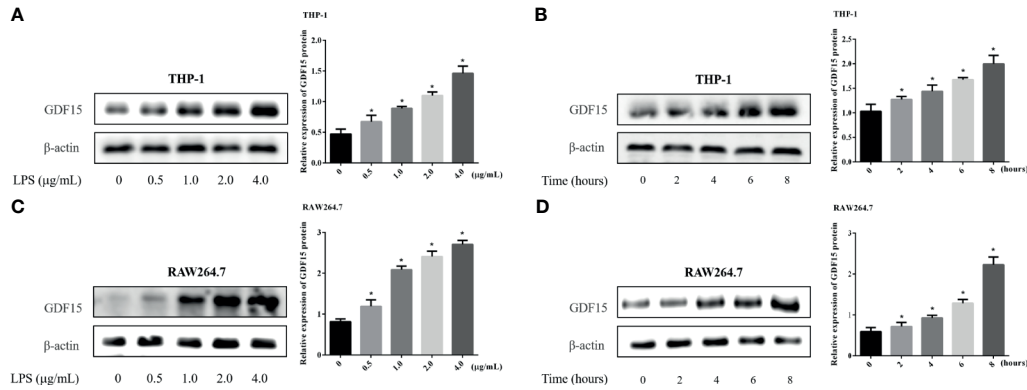 A
THP-1
GDF15
β-actin
LPS (μg/mL) 0 0.5 1.0 2.0 4.0
THP-1
Relative expression of GDF15 protein
2.0
1.5
1.0
0.5
0.0
* * * *
0 0.5 1.0 2.0 4.0 (μg/mL)
B
THP-1
GDF15
β-actin
Time (hours) 0 2 4 6 8
THP-1
Relative expression of GDF15 protein
2.5
2.0
1.5
1.0
0.5
0.0
* * * *
0 2 4 6 8 (hours)
C
RAW264.7
GDF15
β-actin
LPS (μg/mL) 0 0.5 1.0 2.0 4.0
RAW264.7
Relative expression of GDF15 protein
3
2
1
0
* * * *
0 0.5 1.0 2.0 4.0 (μg/mL)
D
RAW264.7
GDF15
β-actin
Time (hours) 0 2 4 6 8
RAW264.7
Relative expression of GDF15 protein
3
2
1
0
* * * *
0 2 4 6 8 (hours)